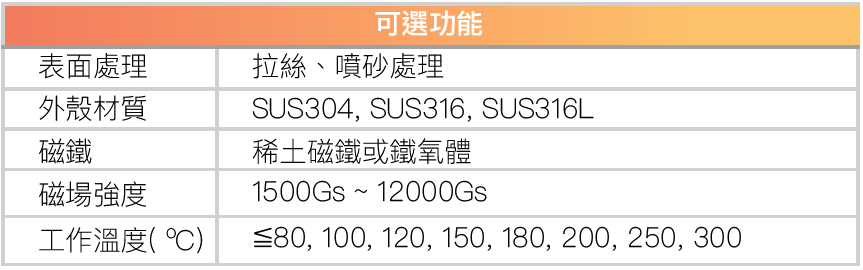 可選功能
表面處理 拉絲、噴砂處理
外殼材質 SUS304, SUS316, SUS316L
磁鐵 稀土磁鐵或鐵氧體
磁場強度 1500Gs ~ 12000Gs
工作溫度( ºC) ≦80, 100, 120, 150, 180, 200, 250, 300